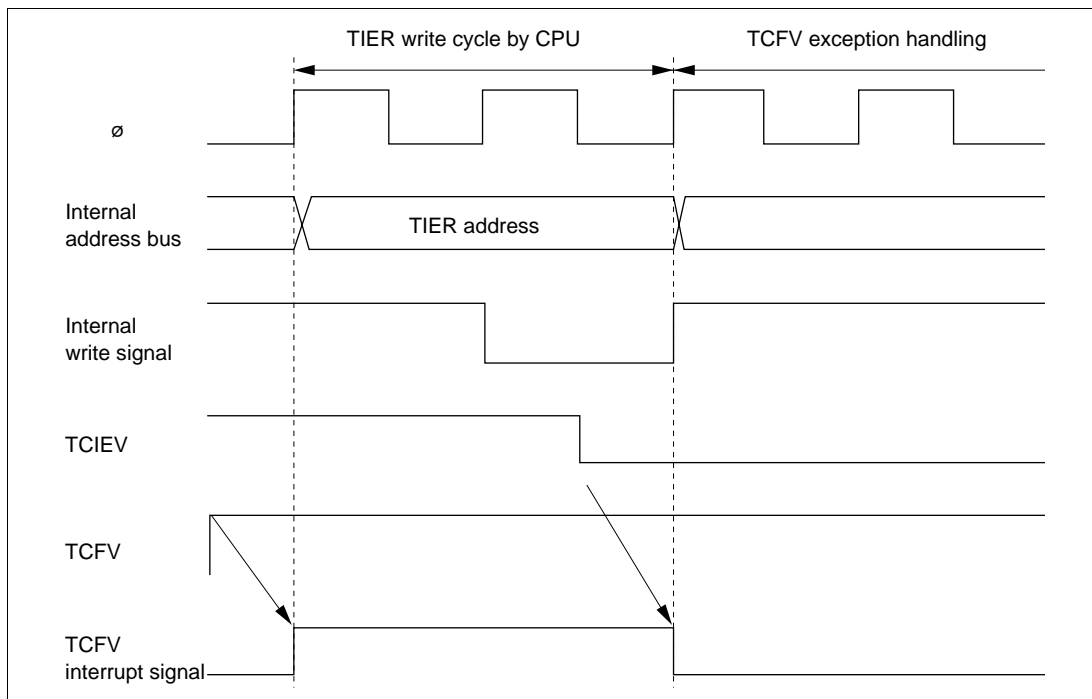 TIER write cycle by CPU
TCFV exception handling
ø
Internal
address bus
TIER address
Internal
write signal
TCIEV
TCFV
TCFV
interrupt signal